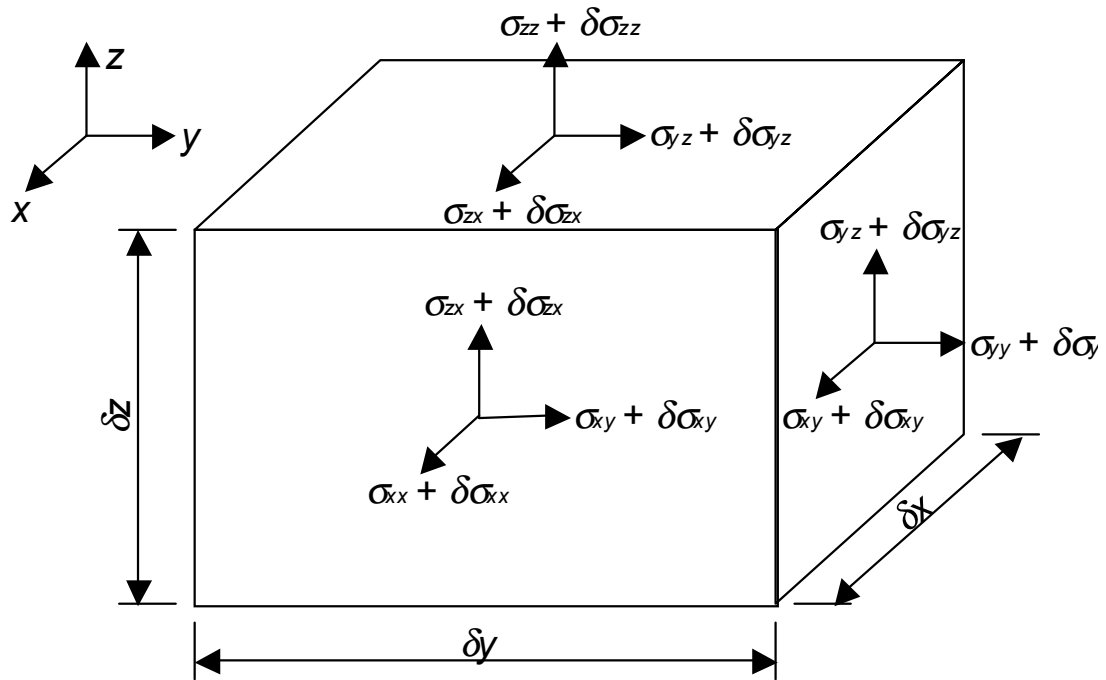 σzz + δσzz
z
y
x
σyz + δσyz
σzx + δσzx
σyz + δσyz
σzx + δσzx
σyy + δσy
δz
σxy + δσxy
σxy + δσxy
σxx + δσxx
δx
δy